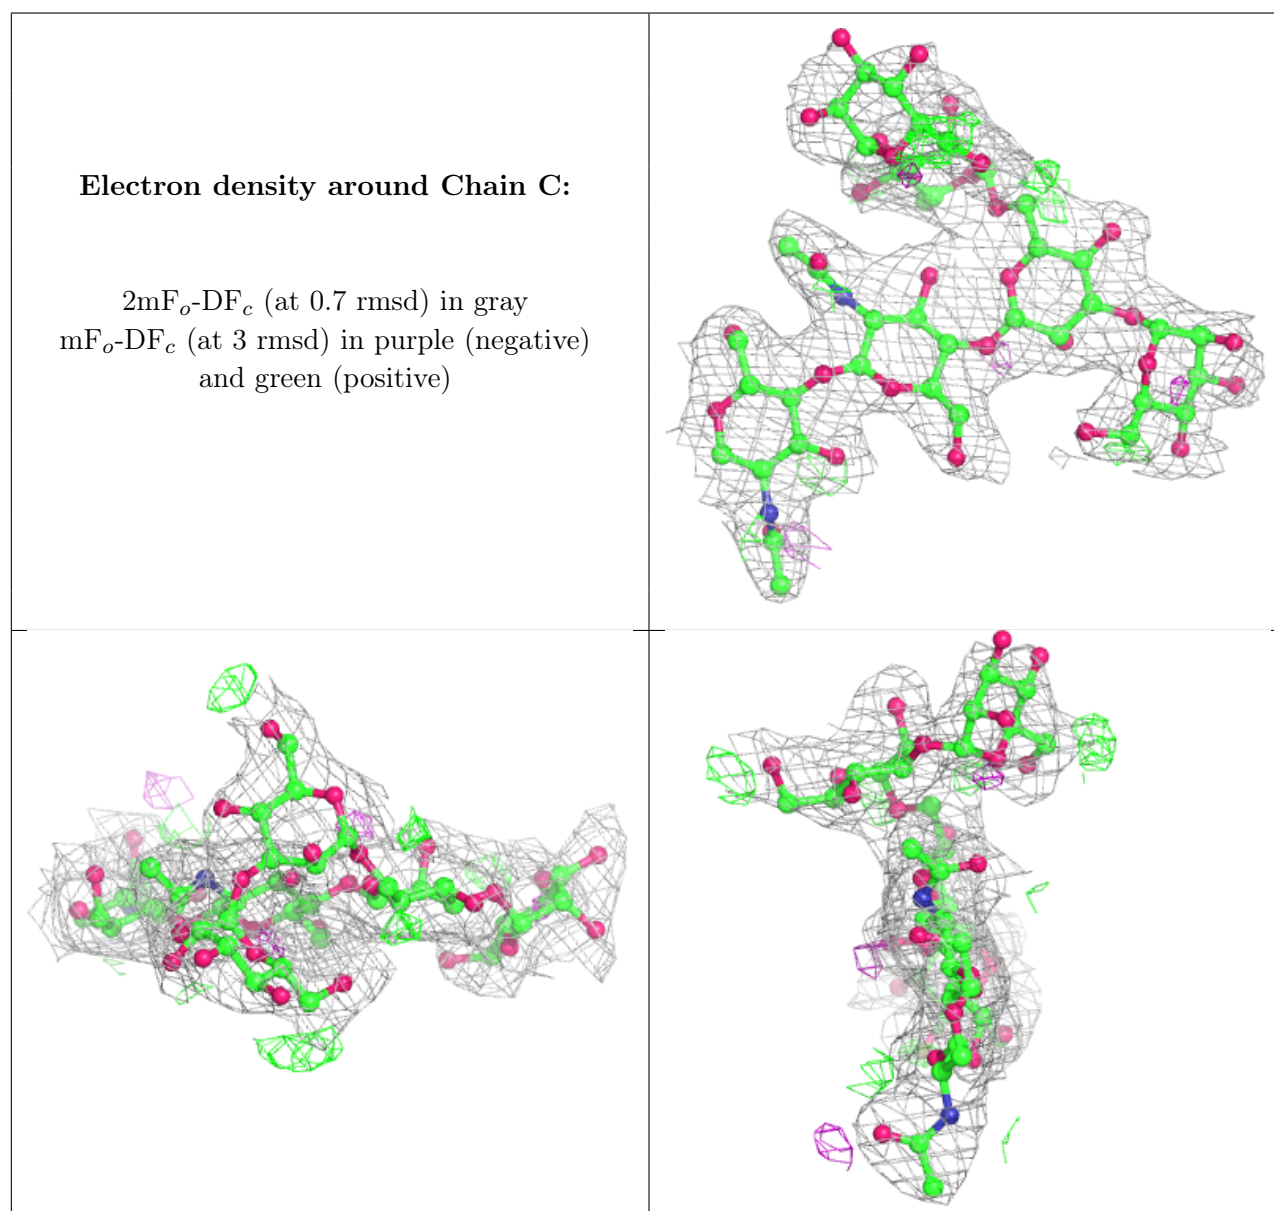 Electron density around Chain C:
2mFo-DFc (at 0.7 rmsd) in gray
mFo-DFc (at 3 rmsd) in purple (negative)
and green (positive)